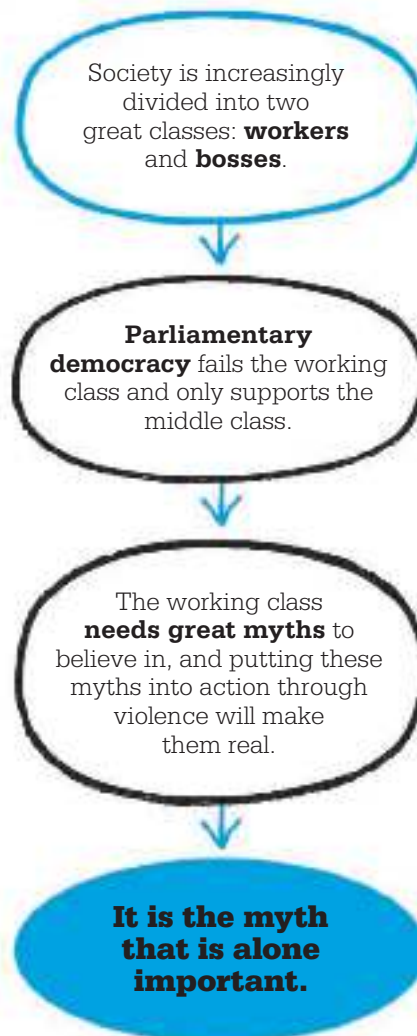 Society is increasingly
divided into two
great classes: workers
and bosses.
Parliamentary
democracy fails the working
class and only supports the
middle class.
The working class
needs great myths to
believe in, and putting these
myths into action through
violence will make
them real.
It is the myth
that is alone
important.